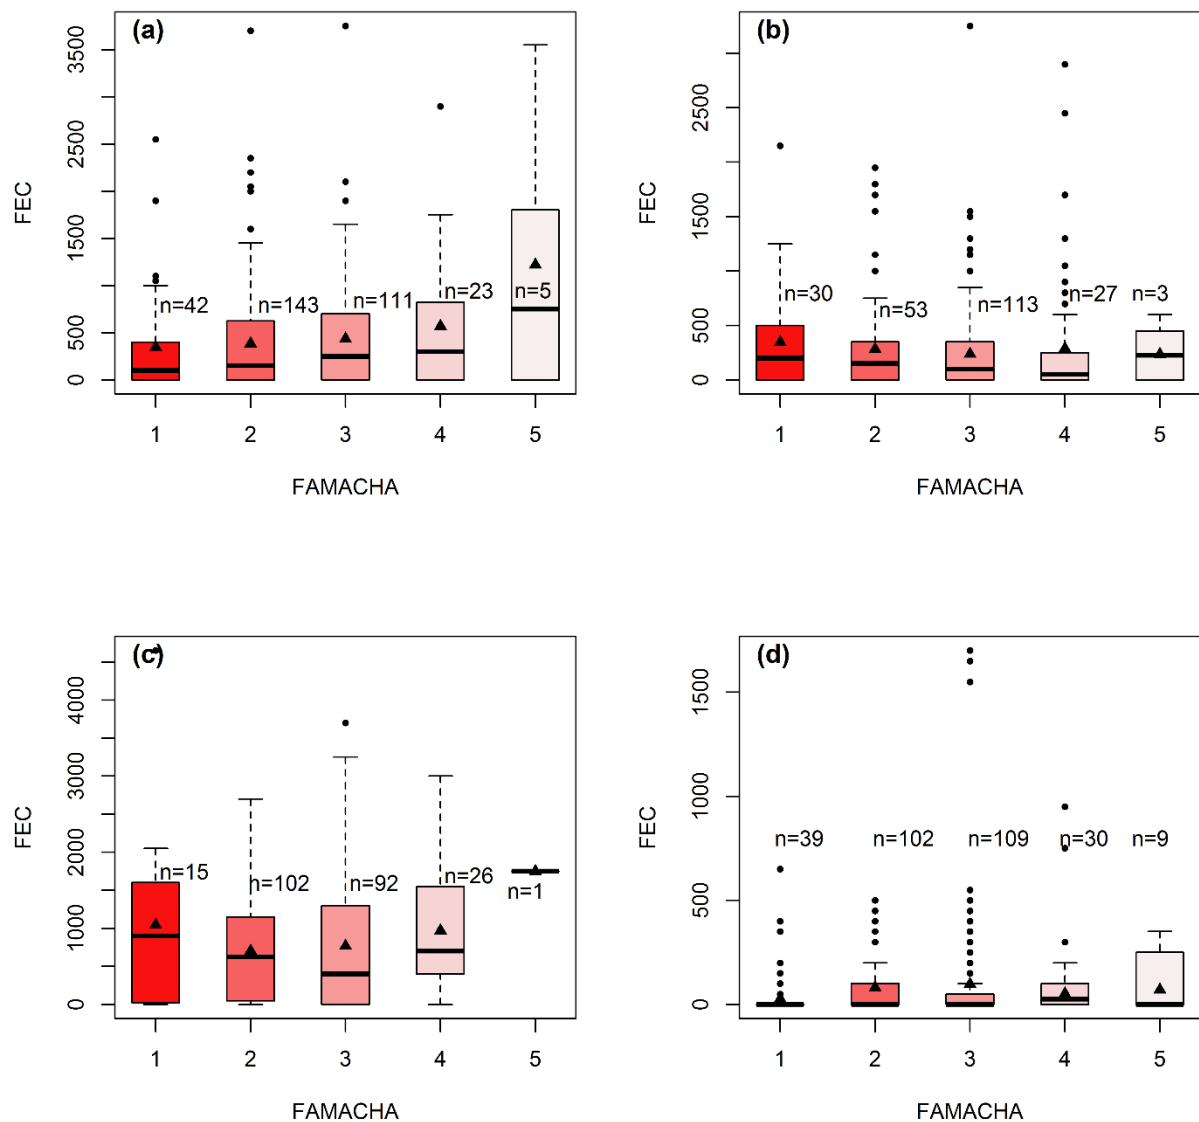 (a)
FEC
0
500
1500
2500
3500
n=42
n=143
n=111
n=23
n=5
1 2 3 4 5
FAMACHA
(b)
FEC
0
500
1500
2500
n=30
n=53
n=113
n=27
n=3
1 2 3 4 5
FAMACHA
(c)
FEC
0
1000
2000
3000
4000
n=15
n=102
n=92
n=26
n=1
1 2 3 4 5
FAMACHA
(d)
FEC
0
500
1000
1500
n=39
n=102
n=109
n=30
n=9
1 2 3 4 5
FAMACHA